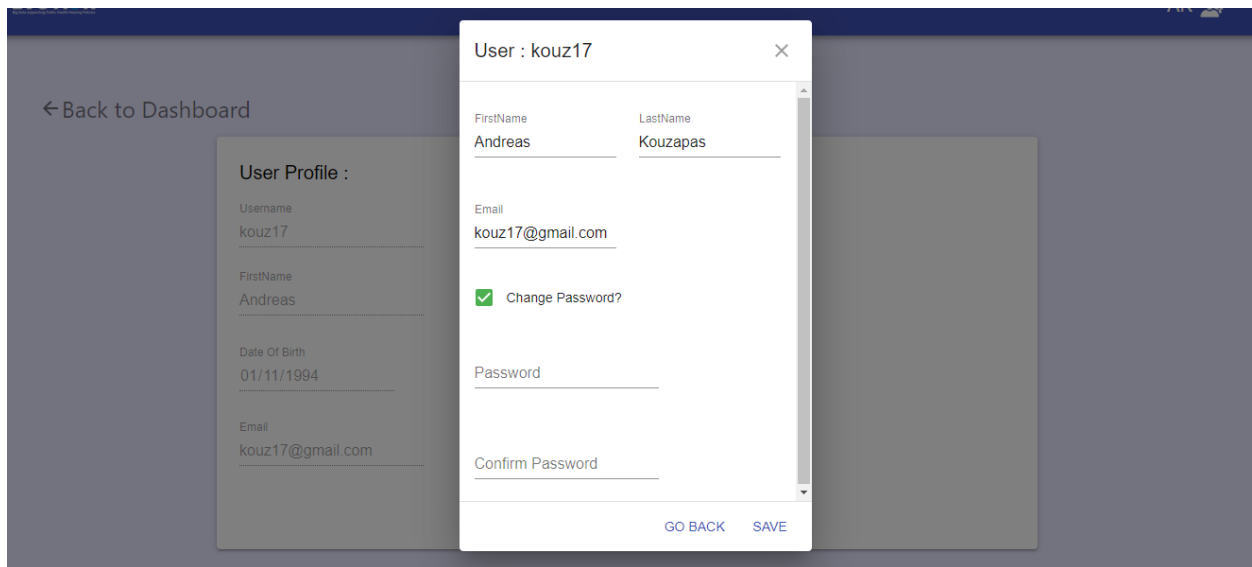 AR
User : kouz17
←Back to Dashboard
FirstName LastName
Andreas Kouzapas
Email
kouz17@gmail.com
Change Password?
Password
Confirm Password
GO BACK SAVE
User Profile :
Username
kouz17
FirstName
Andreas
Date Of Birth
01/11/1994
Email
kouz17@gmail.com